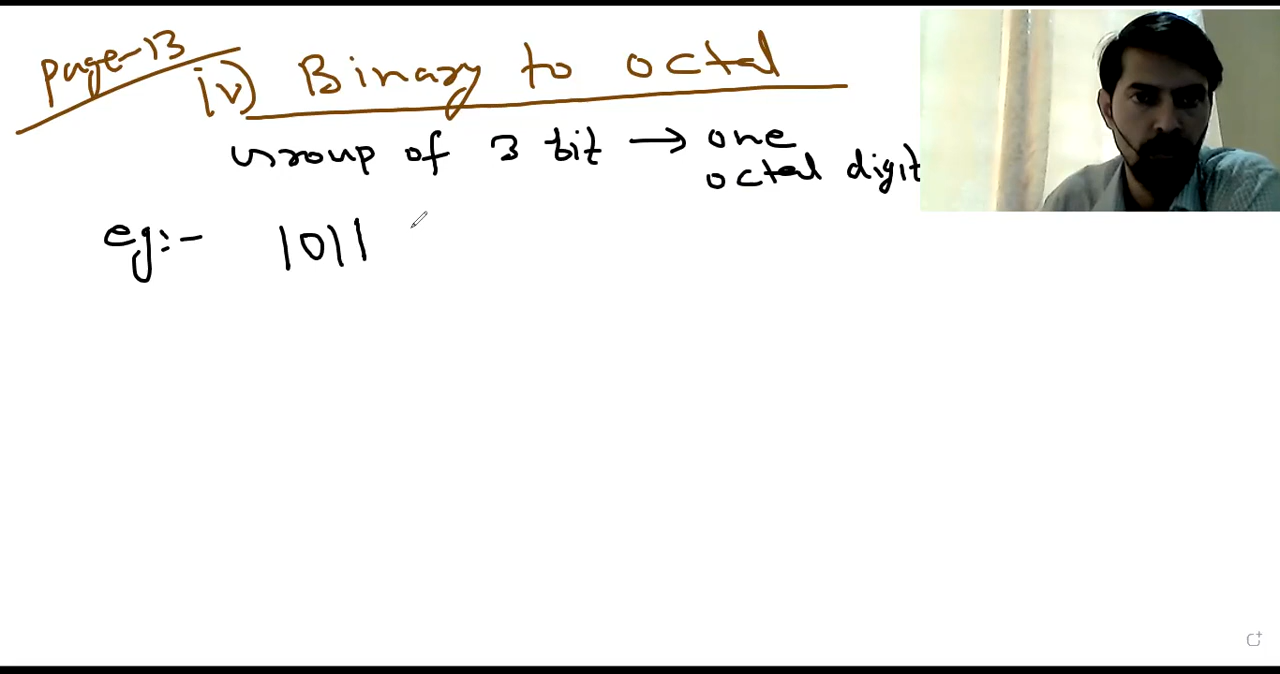 Page-13
iv) Binary to octal
Group of 3 bit → one
octal digit
eg:- 1011